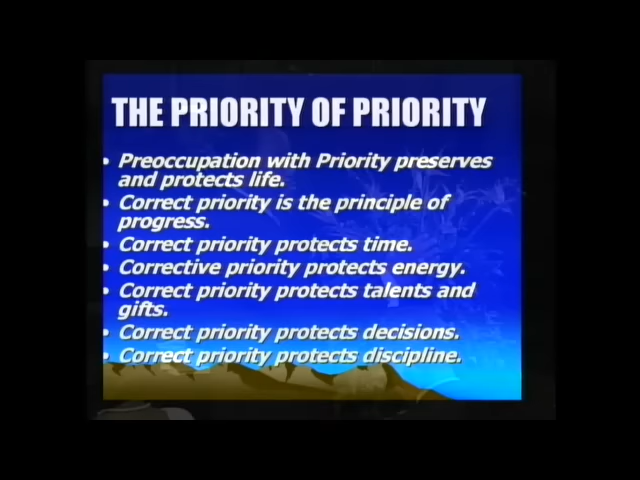 THE PRIORITY OF PRIORITY
• Preoccupation with Priority preserves
and protects life.
• Correct priority is the principle of
progress.
• Correct priority protects time.
• Corrective priority protects energy.
• Correct priority protects talents and
gifts.
• Correct priority protects decisions.
• Correct priority protects discipline.